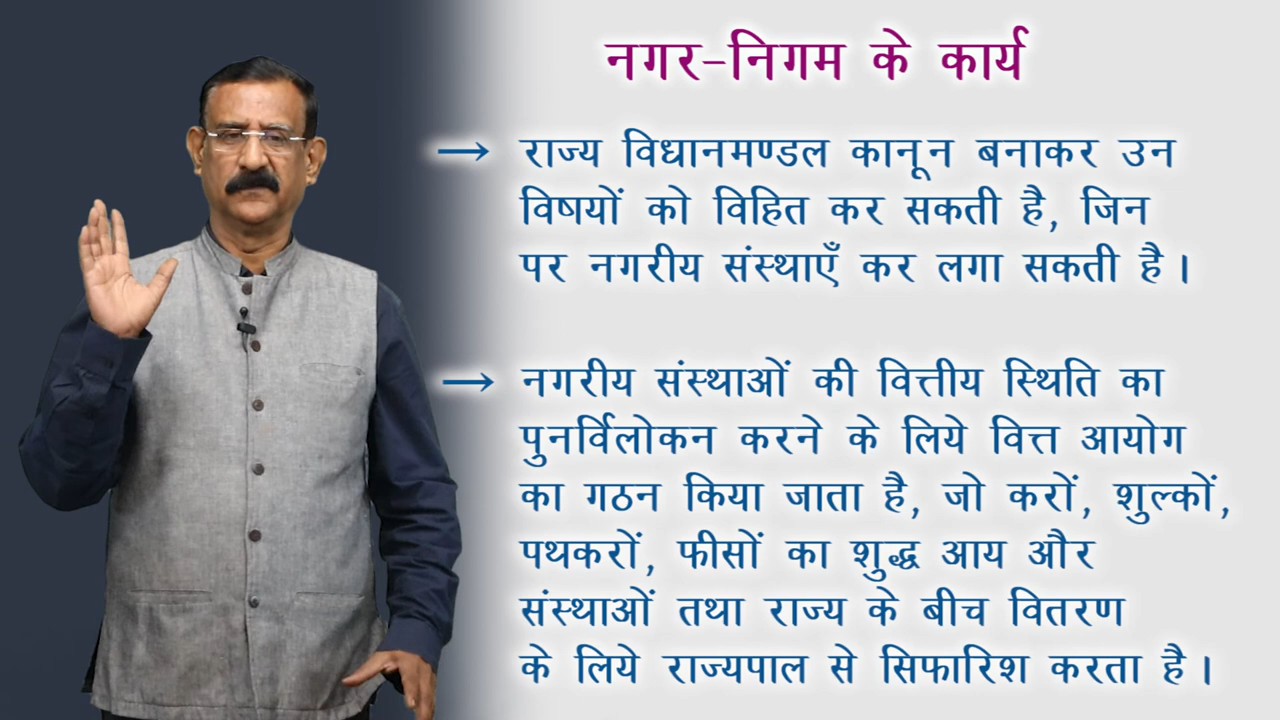 नगर-निगम के कार्य
→ राज्य विधानमण्डल कानून बनाकर उन
विषयों को विहित कर सकती है, जिन
पर नगरीय संस्थाएँ कर लगा सकती है।
→ नगरीय संस्थाओं की वित्तीय स्थिति का
पुनर्विलोकन करने के लिये वित्त आयोग
का गठन किया जाता है, जो करों, शुल्कों,
पथकरों, फीसों का शुद्ध आय और
संस्थाओं तथा राज्य के बीच वितरण
के लिये राज्यपाल से सिफारिश करता है।